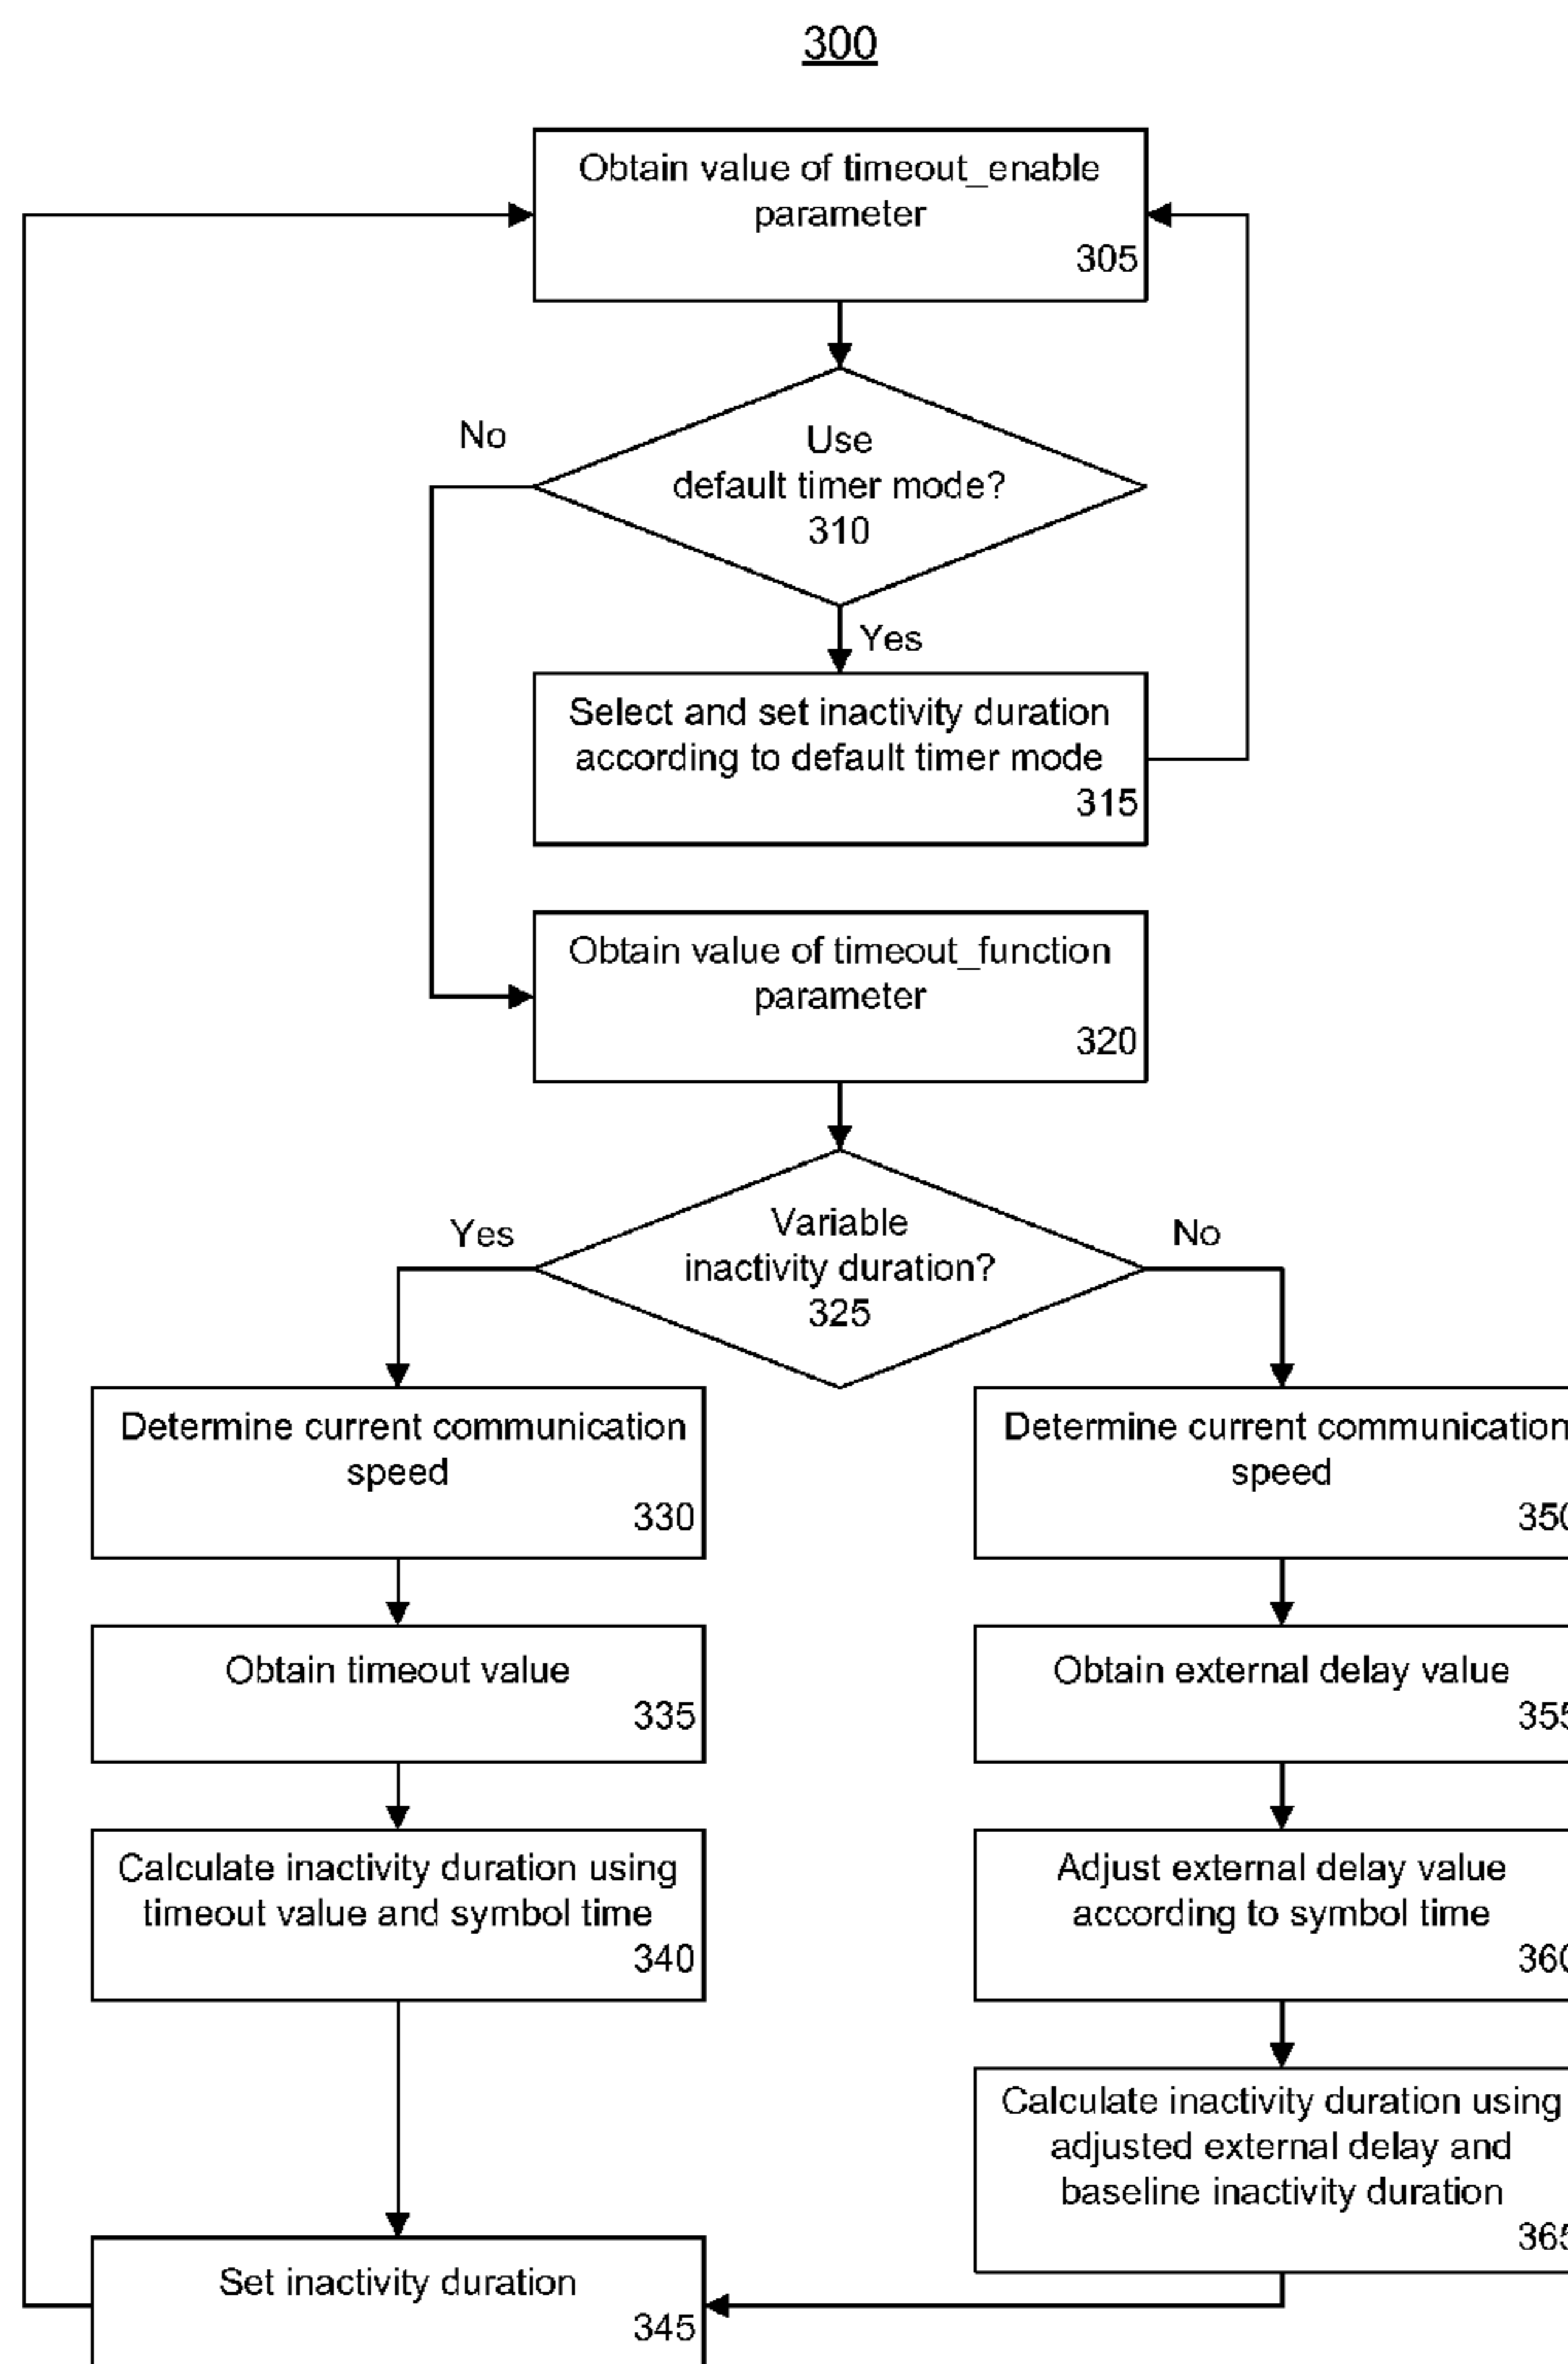 300
Obtain value of timeout_enable
parameter
305
Use
default timer mode?
310
No
Yes
Select and set inactivity duration
according to default timer mode
315
Obtain value of timeout_function
parameter
320
Variable
inactivity duration?
325
Yes
No
Determine current communication
speed
330
Obtain timeout value
335
Calculate inactivity duration using
timeout value and symbol time
340
Set inactivity duration
345
Determine current communication
speed
350
Obtain external delay value
355
Adjust external delay value
according to symbol time
360
Calculate inactivity duration using
adjusted external delay and
baseline inactivity duration
365